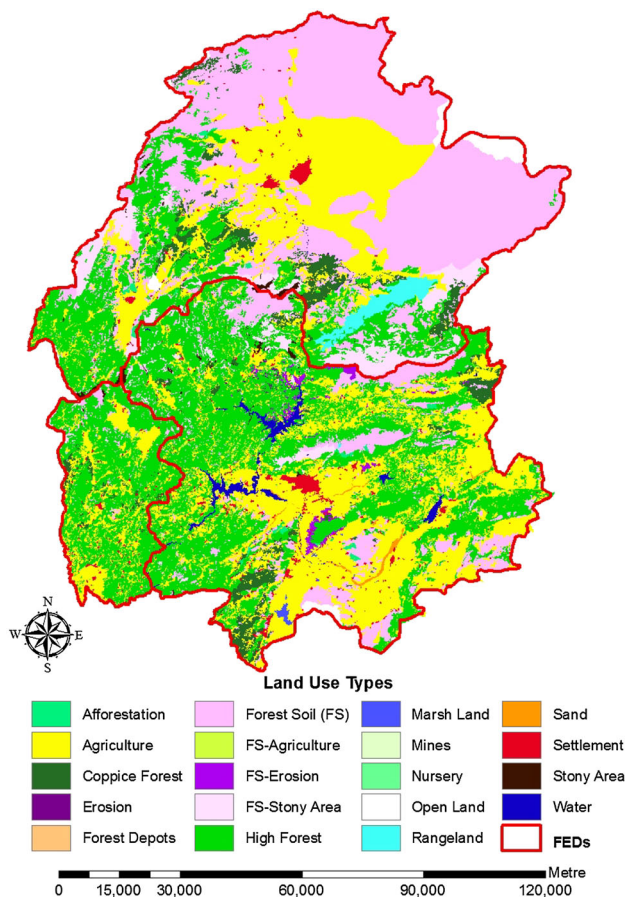 N
W E
S
Land Use Types
Afforestation Forest Soil (FS) Marsh Land Sand
Agriculture FS-Agriculture Mines Settlement
Coppice Forest FS-Erosion Nursery Stony Area
Erosion FS-Stony Area Open Land Water
Forest Depots High Forest Rangeland FEDs
Metre
0 15,000 30,000 60,000 90,000 120,000